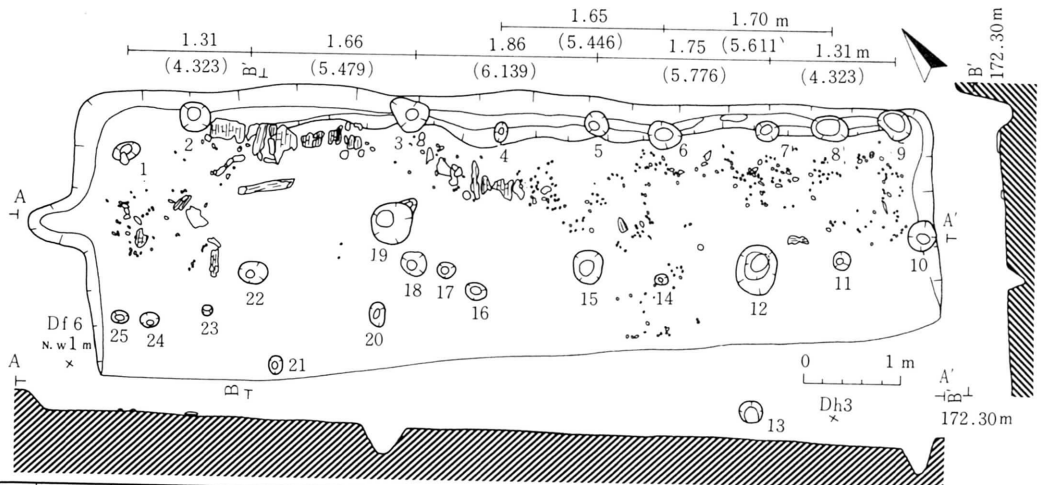 1.65 1.70 m
(5.446) (5.611)
1.31 1.66 1.86 1.75 1.31 m
(4.323) (5.479) (6.139) (5.776) (4.323)
B' B' 172.30m
1 2 3 4 5 6 7 8 9
A A'
19 10
22 18 17 16 15 14 12 11
25 24 23 20
Df 6
N.W1m
×
21
0 1 m
A B A' B
Dh3
×
172.30m
13